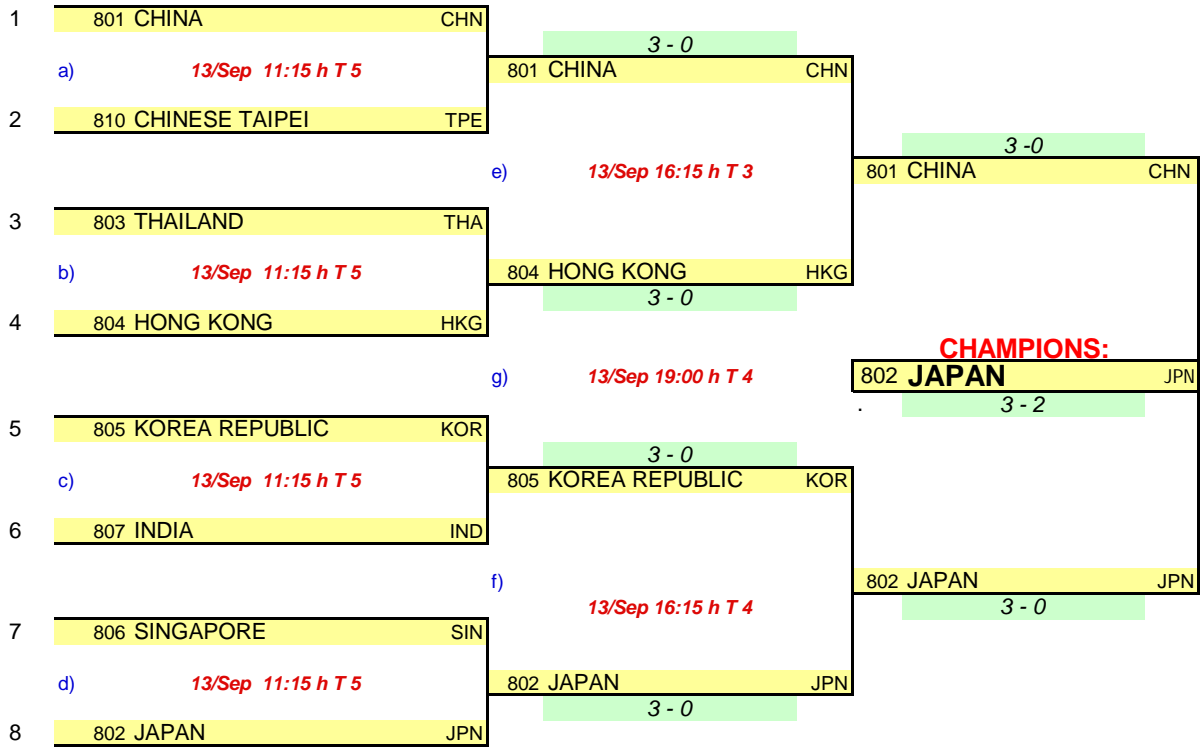 1 801 CHINA CHN
3 - 0
a) 13/Sep 11:15 h T 5 801 CHINA CHN
2 810 CHINESE TAIPEI TPE
3 -0
e) 13/Sep 16:15 h T 3 801 CHINA CHN
3 803 THAILAND THA
b) 13/Sep 11:15 h T 5 804 HONG KONG HKG
3 - 0
4 804 HONG KONG HKG
CHAMPIONS:
g) 13/Sep 19:00 h T 4 802 JAPAN JPN
. 3 - 2
5 805 KOREA REPUBLIC KOR
3 - 0
c) 13/Sep 11:15 h T 5 805 KOREA REPUBLIC KOR
6 807 INDIA IND
f) 802 JAPAN JPN
13/Sep 16:15 h T 4 3 - 0
7 806 SINGAPORE SIN
d) 13/Sep 11:15 h T 5 802 JAPAN JPN
3 - 0
8 802 JAPAN JPN